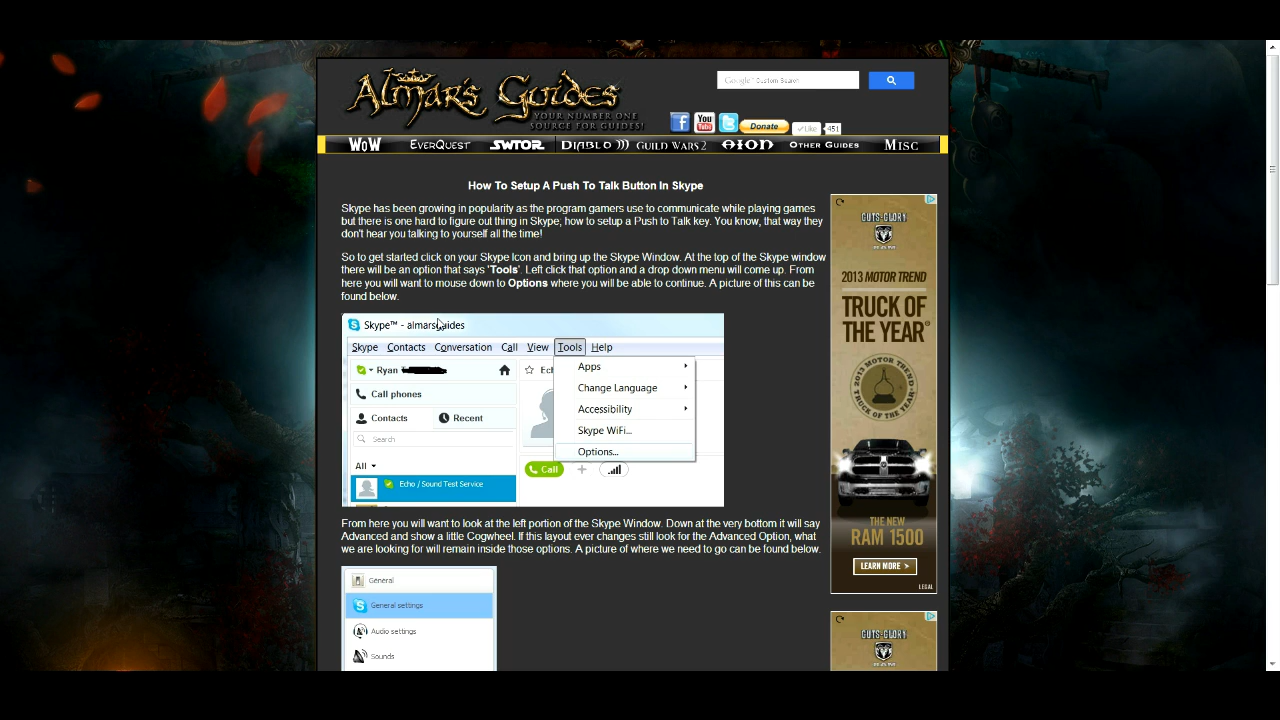 Almar's Guides
YOUR NUMBER ONE
SOURCE FOR GUIDES!
Google Custom Search
You
Tube
Donate
Like
451
WoW EverQuest SWTOR Diablo III Guild Wars 2 AION Other Guides Misc
How To Setup A Push To Talk Button In Skype
Skype has been growing in popularity as the program gamers use to communicate while playing games
but there is one hard to figure out thing in Skype; how to setup a Push to Talk key. You know, that way they
don't hear you talking to yourself all the time!
So to get started click on your Skype Icon and bring up the Skype Window. At the top of the Skype window
there will be an option that says 'Tools'. Left click that option and a drop down menu will come up. From
here you will want to mouse down to Options where you will be able to continue. A picture of this can be
found below.
Skype™ - almarsguides
Skype Contacts Conversation Call View Tools Help
Ryan
Ech
Apps
Change Language
Accessibility
Skype WiFi...
Options...
Call phones
Contacts
Recent
Search
All
Echo / Sound Test Service
Call
From here you will want to look at the left portion of the Skype Window. Down at the very bottom it will say
Advanced and show a little Cogwheel. If this layout ever changes still look for the Advanced Option, what
we are looking for will remain inside those options. A picture of where we need to go can be found below.
General
General settings
Audio settings
Sounds
GUTS GLORY
2013 MOTOR TREND
TRUCK OF
THE YEAR®
THE NEW
RAM 1500
LEARN MORE >
LEGAL
GUTS GLORY